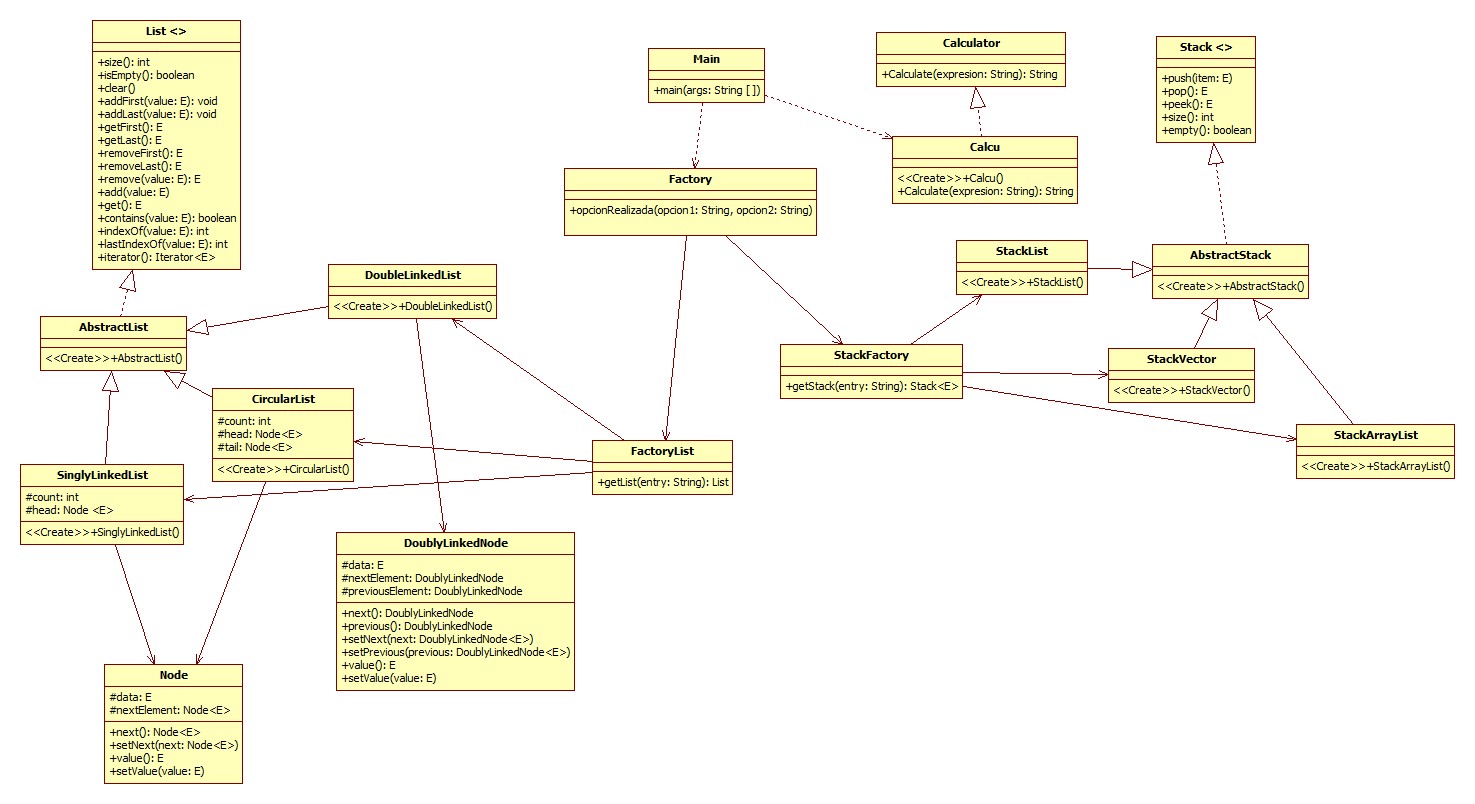 List <>
+size(): int
+isEmpty(): boolean
+clear()
+addFirst(value: E): void
+addLast(value: E): void
+getFirst(): E
+getLast(): E
+removeFirst(): E
+removeLast(): E
+remove(value: E): E
+add(value: E)
+get(): E
+contains(value: E): boolean
+indexOf(value: E): int
+lastIndexOf(value: E): int
+iterator(): Iterator<E>
Main
+main(args: String [])
Calculator
+Calculate(expresion: String): String
Stack <>
+push(item: E)
+pop(): E
+peek(): E
+size(): int
+empty(): boolean
Calcu
<<Create>>+Calcu()
+Calculate(expresion: String): String
Factory
+opcionRealizada(opcion1: String, opcion2: String)
StackList
<<Create>>+StackList()
AbstractStack
<<Create>>+AbstractStack()
DoubleLinkedList
<<Create>>+DoubleLinkedList()
AbstractList
<<Create>>+AbstractList()
StackFactory
+getStack(entry: String): Stack<E>
StackVector
<<Create>>+StackVector()
CircularList
#count: int
#head: Node<E>
#tail: Node<E>
<<Create>>+CircularList()
StackArrayList
<<Create>>+StackArrayList()
FactoryList
+getList(entry: String): List
SinglyLinkedList
#count: int
#head: Node <E>
<<Create>>+SinglyLinkedList()
DoublyLinkedNode
#data: E
#nextElement: DoublyLinkedNode
#previousElement: DoublyLinkedNode
+next(): DoublyLinkedNode
+previous(): DoublyLinkedNode
+setNext(next: DoublyLinkedNode<E>)
+setPrevious(previous: DoublyLinkedNode<E>)
+value(): E
+setValue(value: E)
Node
#data: E
#nextElement: Node<E>
+next(): Node<E>
+setNext(next: Node<E>)
+value(): E
+setValue(value: E)